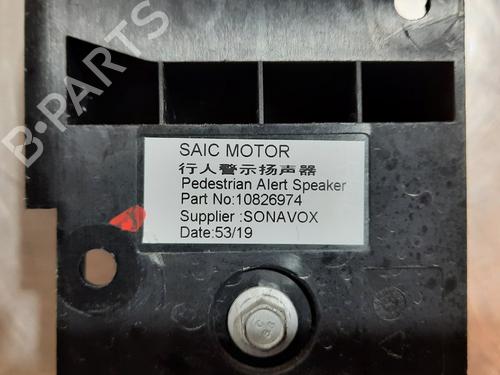 B-PARTS
SAIC MOTOR
行人警示扬声器
Pedestrian Alert Speaker
Part No:10826974
Supplier :SONAVOX
Date:53/19